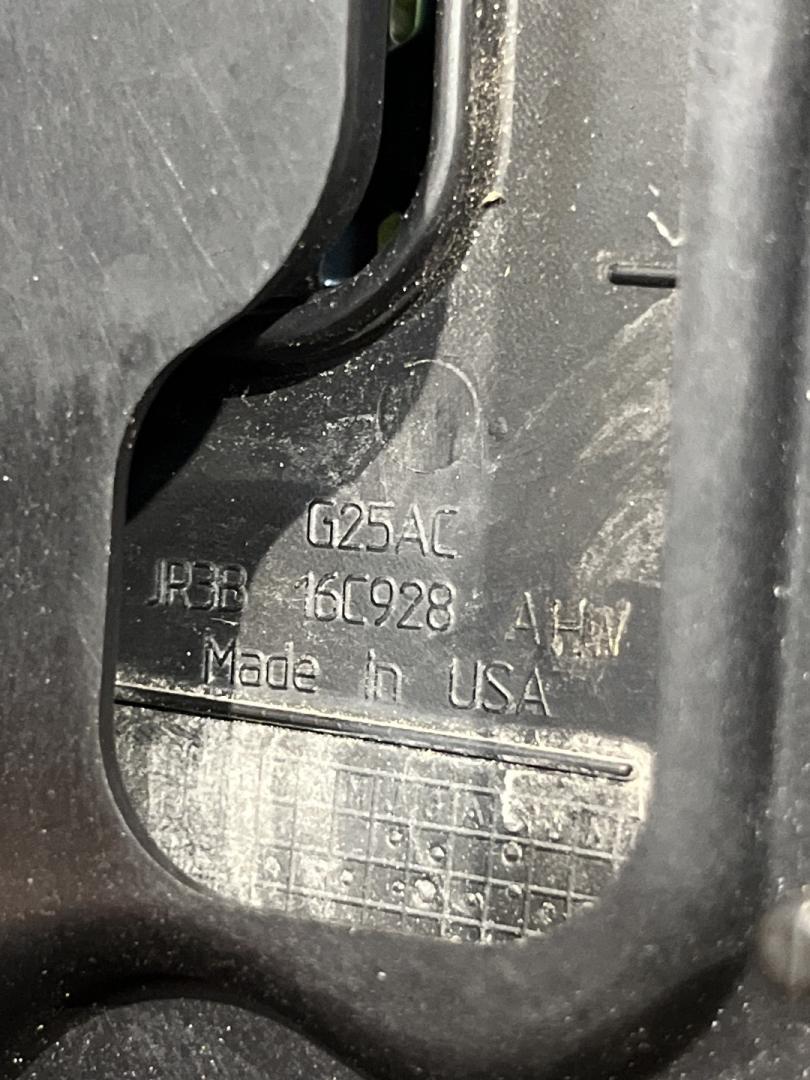 G25AC
JR3B 16C928 AHW
Made in USA